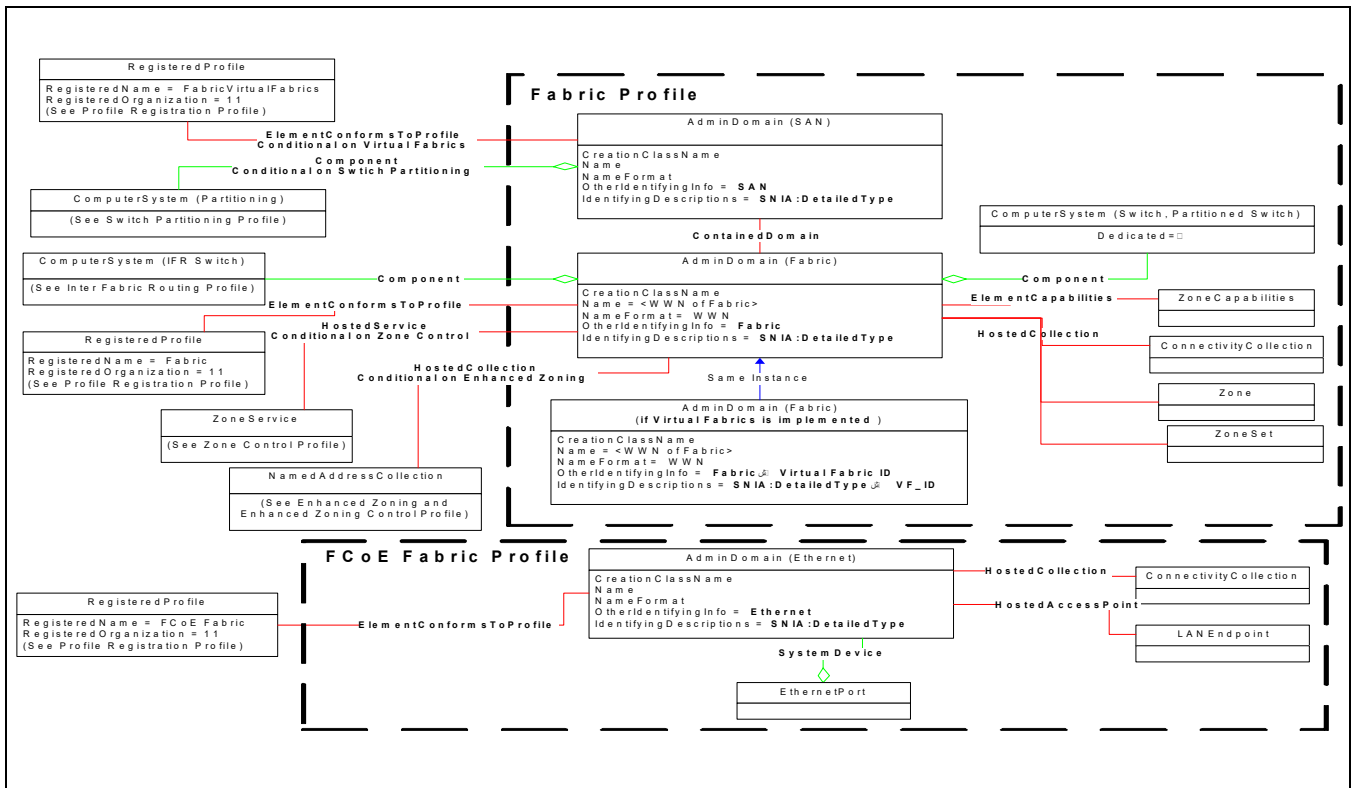 RegisteredProfile
RegisteredName = FabricVirtualFabrics
RegisteredOrganization = 11
(See Profile Registration Profile)
Fabric Profile
AdminDomain (SAN)
CreationClassName
Name
NameFormat
OtherIdentifyingInfo = SAN
IdentifyingDescriptions = SNIA:DetailedType
ElementConformsToProfile
Conditional on Virtual Fabrics
Component
Conditional on Swtich Partitioning
ComputerSystem (Partitioning)
(See Switch Partitioning Profile)
ContainedDomain
ComputerSystem (Switch, Partitioned Switch)
Dedicated=
ComputerSystem (IFR Switch)
(See Inter Fabric Routing Profile)
Component
AdminDomain (Fabric)
CreationClassName
Name = <WWN of Fabric>
NameFormat = WWN
OtherIdentifyingInfo = Fabric
IdentifyingDescriptions = SNIA:DetailedType
Component
ElementCapabilities
ZoneCapabilities
HostedCollection
ConnectivityCollection
Zone
ZoneSet
ElementConformsToProfile
HostedService
Conditional on Zone Control
RegisteredProfile
RegisteredName = Fabric
RegisteredOrganization = 11
(See Profile Registration Profile)
HostedCollection
Conditional on Enhanced Zoning
Same Instance
ZoneService
(See Zone Control Profile)
AdminDomain (Fabric)
(if Virtual Fabrics is implemented )
CreationClassName
Name = <WWN of Fabric>
NameFormat = WWN
OtherIdentifyingInfo = Fabric Virtual Fabric ID
IdentifyingDescriptions = SNIA:DetailedType VF_ID
NamedAddressCollection
(See Enhanced Zoning and
Enhanced Zoning Control Profile)
FCoE Fabric Profile
AdminDomain (Ethernet)
CreationClassName
Name
NameFormat
OtherIdentifyingInfo = Ethernet
IdentifyingDescriptions = SNIA:DetailedType
HostedCollection
ConnectivityCollection
HostedAccessPoint
LANEndpoint
RegisteredProfile
RegisteredName = FCoE Fabric
RegisteredOrganization = 11
(See Profile Registration Profile)
ElementConformsToProfile
SystemDevice
EthernetPort